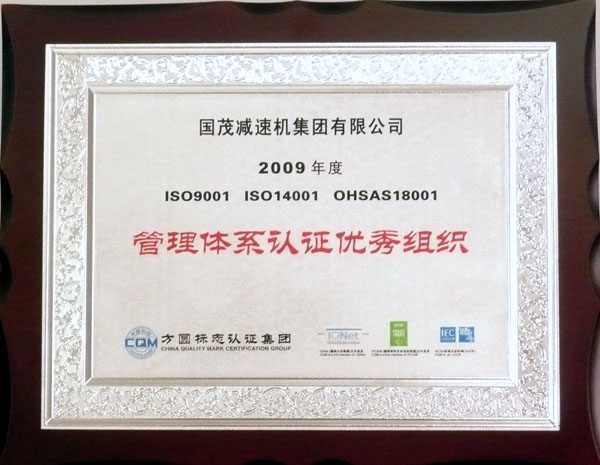 国茂减速机集团有限公司
2009 年度
ISO9001 ISO14001 OHSAS18001
管理体系认证优秀组织
CQM
方圆标志认证集团
CHINA QUALITY MARK CERTIFICATION GROUP
IQNet
IEC